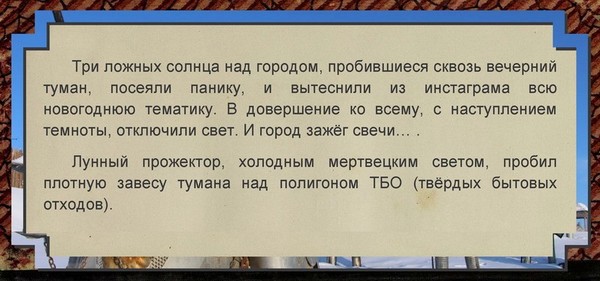 Три ложных солнца над городом, пробившиеся сквозь вечерний
туман, посеяли панику, и вытеснили из инстаграма всю
новогоднюю тематику. В довершение ко всему, с наступлением
темноты, отключили свет. И город зажёг свечи... .
Лунный прожектор, холодным мертвецким светом, пробил
плотную завесу тумана над полигоном ТБО (твёрдых бытовых
отходов).